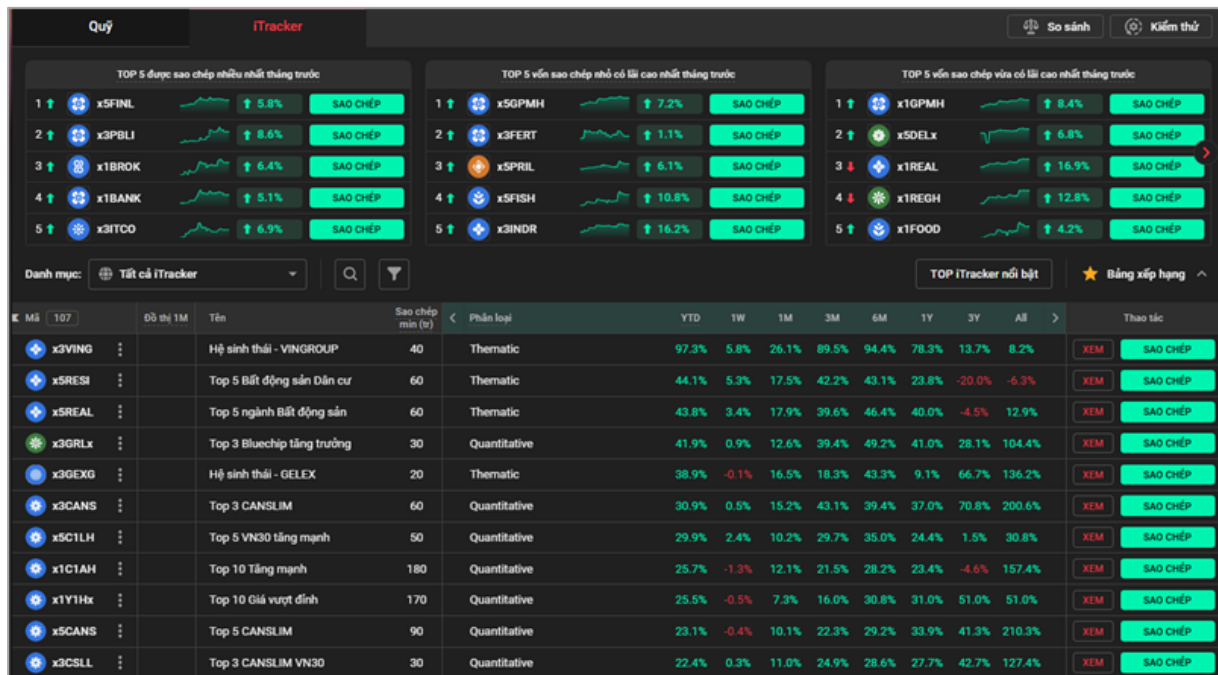 Quỹ iTracker So sánh Kiểm thử
TOP 5 được sao chép nhiều nhất tháng trước
1 x5FINL 5.8% SAO CHÉP
2 x3PBLI 8.6% SAO CHÉP
3 x1BROK 6.4% SAO CHÉP
4 x1BANK 5.1% SAO CHÉP
5 x3ITCO 6.9% SAO CHÉP
TOP 5 vốn sao chép nhỏ có lãi cao nhất tháng trước
1 x5GPMH 7.2% SAO CHÉP
2 x3FERT 1.1% SAO CHÉP
3 x5PRIL 6.1% SAO CHÉP
4 x5FISH 10.8% SAO CHÉP
5 x3INDR 16.2% SAO CHÉP
TOP 5 vốn sao chép vừa có lãi cao nhất tháng trước
1 x1GPMH 8.4% SAO CHÉP
2 x5DELx 6.8% SAO CHÉP
3 x1REAL 16.9% SAO CHÉP
4 x1REGH 12.8% SAO CHÉP
5 x1FOOD 4.2% SAO CHÉP
Danh mục: Tất cả iTracker TOP iTracker nổi bật Bảng xếp hạng
Mã 107 Đồ thị 1M Tên Sao chép min (tr) Phân loại YTD 1W 1M 3M 6M 1Y 3Y All Thao tác
x3VING Hệ sinh thái - VINGROUP 40 Thematic 97.3% 5.8% 26.1% 89.5% 94.4% 78.3% 13.7% 8.2% XEM SAO CHÉP
x5RESI Top 5 Bất động sản Dân cư 60 Thematic 44.1% 5.3% 17.5% 42.2% 43.1% 23.8% -20.0% -6.3% XEM SAO CHÉP
x5REAL Top 5 ngành Bất động sản 60 Thematic 43.8% 3.4% 17.9% 39.6% 46.4% 40.0% -4.5% 12.9% XEM SAO CHÉP
x3GRLx Top 3 Bluechip tăng trưởng 30 Quantitative 41.9% 0.9% 12.6% 39.4% 49.2% 41.0% 28.1% 104.4% XEM SAO CHÉP
x3GEXG Hệ sinh thái - GELEX 20 Thematic 38.9% -0.1% 16.5% 18.3% 43.3% 9.1% 66.7% 136.2% XEM SAO CHÉP
x3CANS Top 3 CANSLIM 60 Quantitative 30.9% 0.5% 15.2% 43.1% 39.4% 37.0% 70.8% 200.6% XEM SAO CHÉP
x5C1LH Top 5 VN30 tăng mạnh 50 Quantitative 29.9% 2.4% 10.2% 29.7% 35.0% 24.4% 1.5% 30.8% XEM SAO CHÉP
x1C1AH Top 10 Tăng mạnh 180 Quantitative 25.7% -1.3% 12.1% 21.5% 28.2% 23.4% -4.6% 157.4% XEM SAO CHÉP
x1Y1Hx Top 10 Giá vượt đỉnh 170 Quantitative 25.5% -0.5% 7.3% 16.0% 30.8% 31.0% 51.0% 51.0% XEM SAO CHÉP
x5CANS Top 5 CANSLIM 90 Quantitative 23.1% -0.4% 10.1% 22.3% 29.2% 33.9% 41.3% 210.3% XEM SAO CHÉP
x3CSLL Top 3 CANSLIM VN30 30 Quantitative 22.4% 0.3% 11.0% 24.9% 28.6% 27.7% 42.7% 127.4% XEM SAO CHÉP